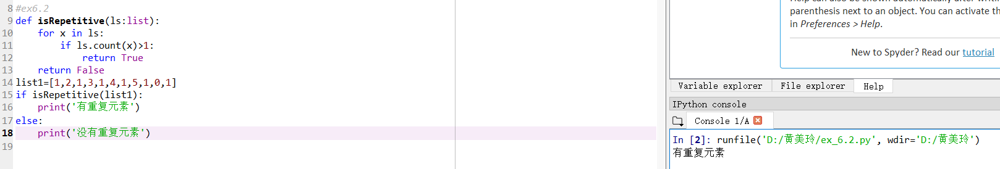 8 #ex6.2
9 def isRepetitive(ls:list):
10     for x in ls:
11         if ls.count(x)>1:
12             return True
13     return False
14 list1=[1,2,1,3,1,4,1,5,1,0,1]
15 if isRepetitive(list1):
16     print('有重复元素')
17 else:
18     print('没有重复元素')
19
parenthesis next to an object. You can activate th
in Preferences > Help.
New to Spyder? Read our tutorial
Variable explorer File explorer Help
IPython console
Console 1/A
In [2]: runfile('D:/黄美玲/ex_6.2.py', wdir='D:/黄美玲')
有重复元素